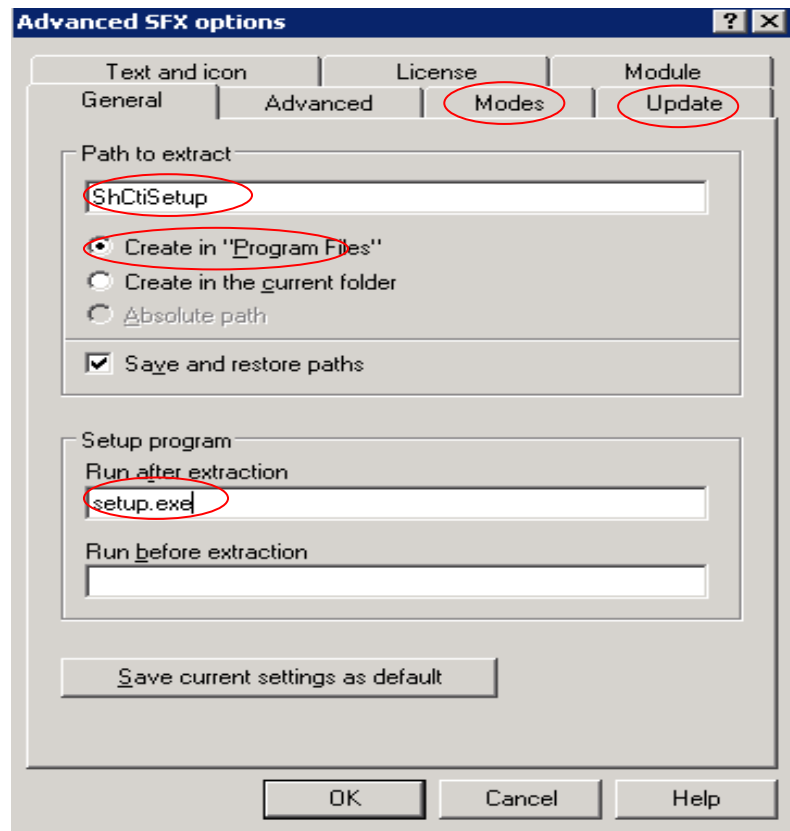 Advanced SFX options
Text and icon License Module
General Advanced Modes Update
Path to extract
ShCtiSetup
Create in "Program Files"
Create in the current folder
Absolute path
Save and restore paths
Setup program
Run after extraction
setup.exe
Run before extraction
Save current settings as default
OK Cancel Help